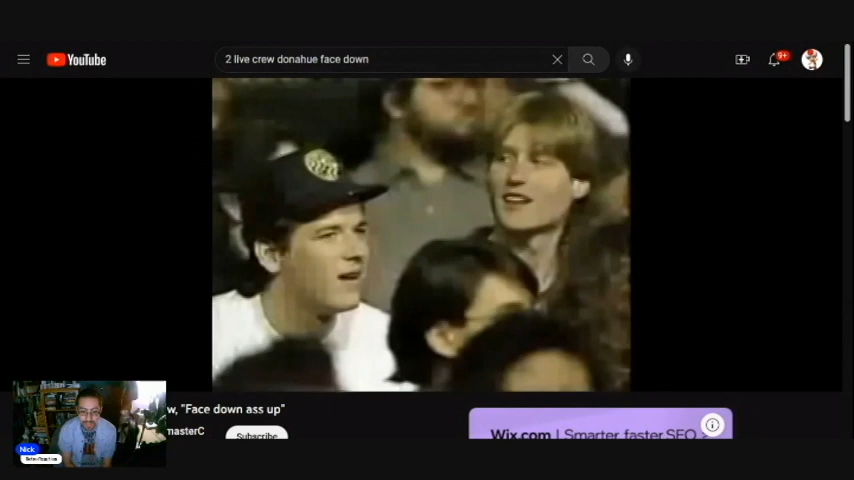 YouTube
2 live crew donahue face down
9+
w, "Face down ass up"
masterC
Subscribe
Wix.com | Smarter, faster SEO >
Nick